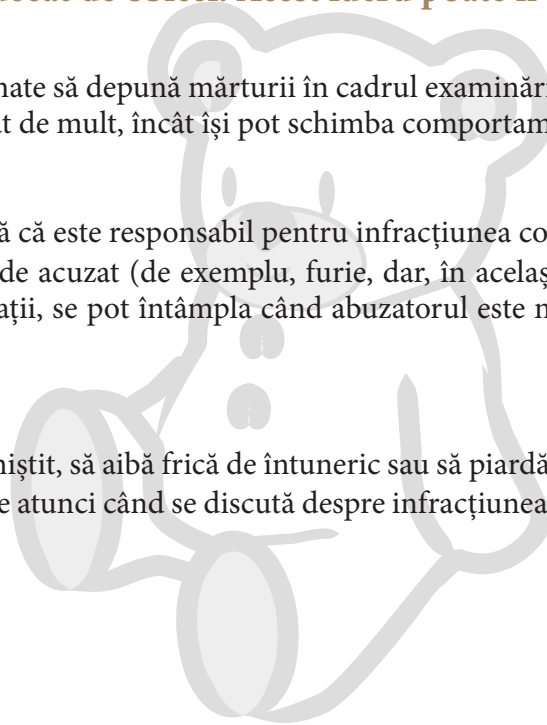 nate să depună mărturii în cadrul examinări
t de mult, încât își pot schimba comportam
ă că este responsabil pentru infracțiunea co
de acuzat (de exemplu, furie, dar, în acelaș
ații, se pot întâmpla când abuzatorul este n
niștit, să aibă frică de întuneric sau să piardă
e atunci când se discută despre infracțiunea